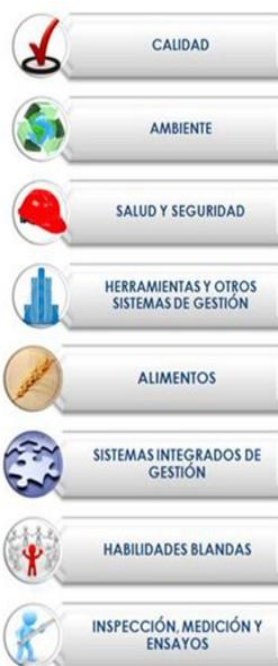 CALIDAD
AMBIENTE
SALUD Y SEGURIDAD
HERRAMIENTAS Y OTROS
SISTEMAS DE GESTIÓN
ALIMENTOS
SISTEMAS INTEGRADOS DE
GESTIÓN
HABILIDADES BLANDAS
INSPECCIÓN, MEDICIÓN Y
ENSAYOS